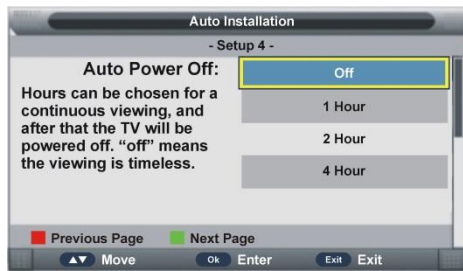 Auto Installation
- Setup 4 -
Auto Power Off:
Hours can be chosen for a
continuous viewing, and
after that the TV will be
powered off. “off” means
the viewing is timeless.
Off
1 Hour
2 Hour
4 Hour
Previous Page Next Page
Move Ok Enter Exit Exit